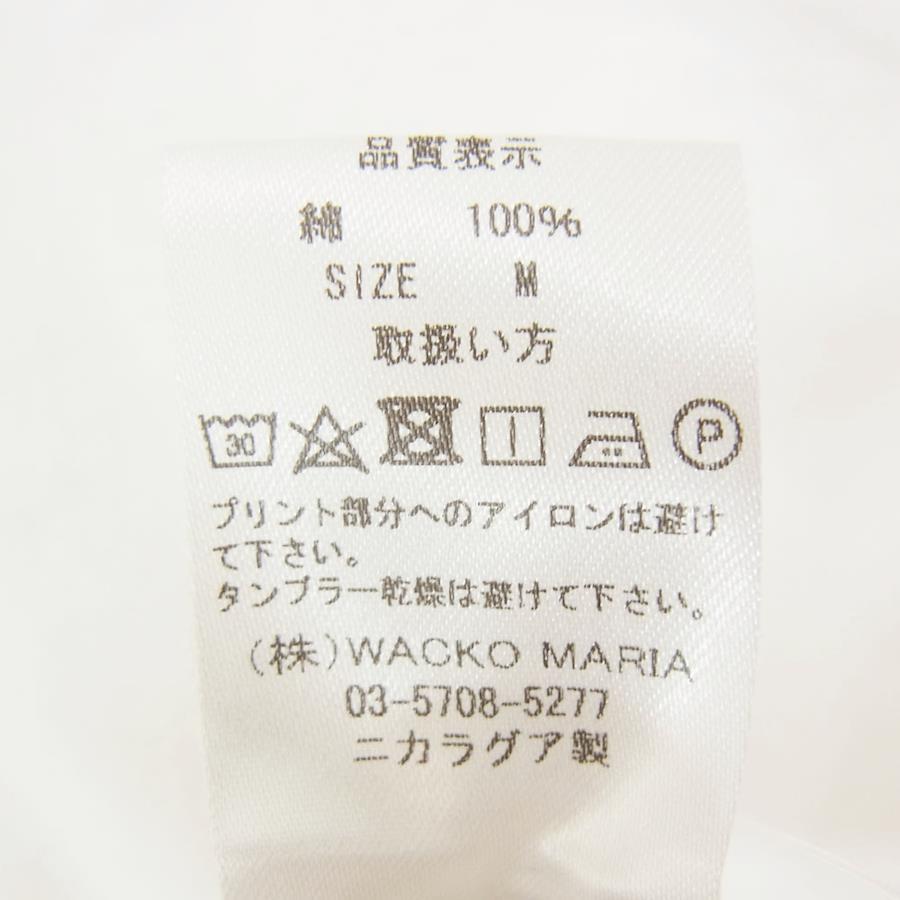 品質表示
綿 100%
SIZE M
取扱い方
30 P
プリント部分へのアイロンは避け
て下さい。
タンブラー乾燥は避けて下さい。
(株)WACKO MARIA
03-5708-5277
ニカラグア製